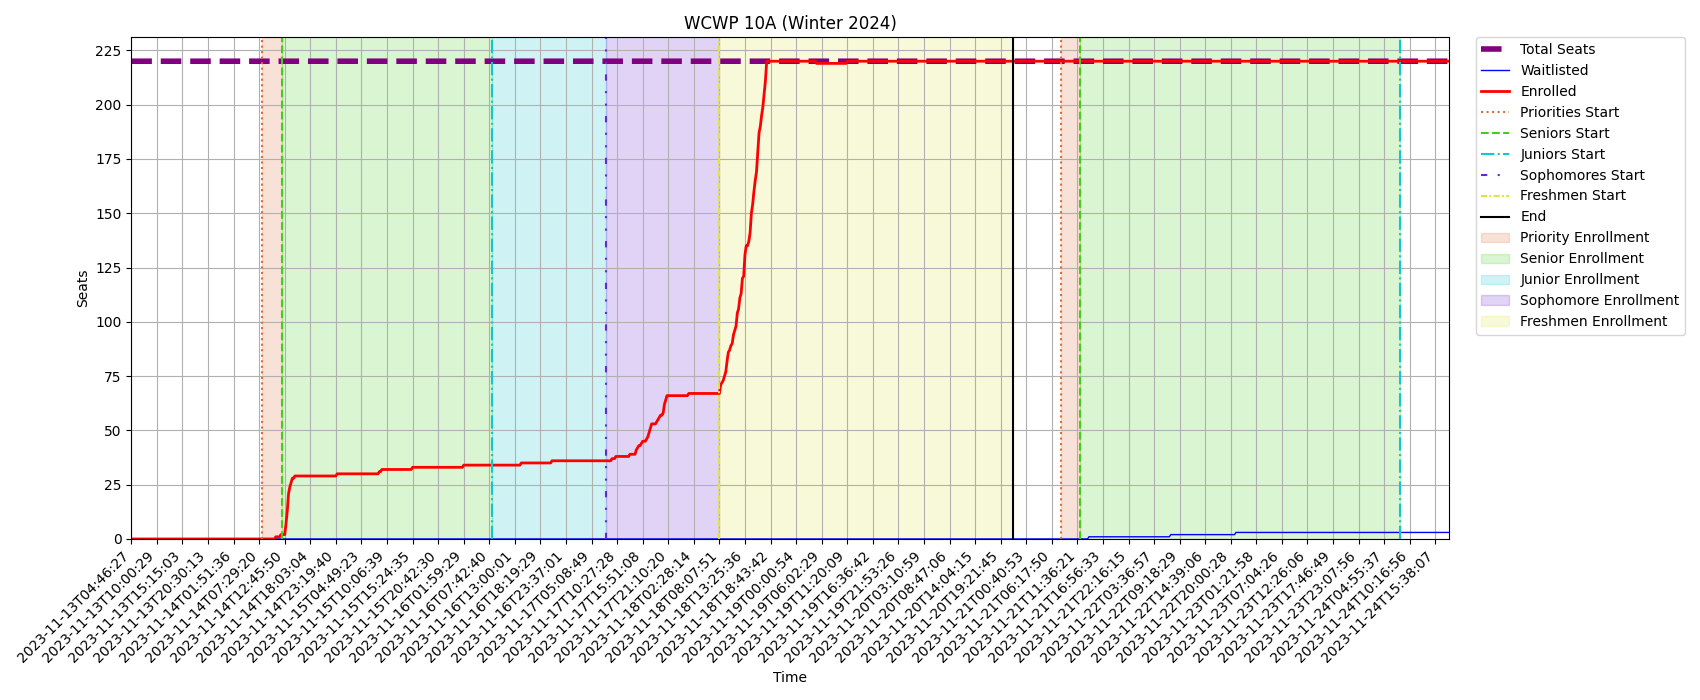 WCWP 10A (Winter 2024)
Seats
225
200
175
150
125
100
75
50
25
0
2023-11-13T04:46:27
2023-11-13T10:00:29
2023-11-13T15:15:03
2023-11-13T20:30:13
2023-11-14T01:51:36
2023-11-14T07:29:20
2023-11-14T12:45:50
2023-11-14T18:03:04
2023-11-14T23:19:40
2023-11-15T04:49:23
2023-11-15T10:06:39
2023-11-15T15:24:35
2023-11-15T20:42:30
2023-11-16T01:59:29
2023-11-16T07:42:40
2023-11-16T13:00:01
2023-11-16T18:19:29
2023-11-16T23:37:01
2023-11-17T05:08:49
2023-11-17T10:27:28
2023-11-17T15:51:08
2023-11-17T21:10:20
2023-11-18T02:28:14
2023-11-18T08:07:51
2023-11-18T13:25:36
2023-11-18T18:43:42
2023-11-19T00:00:54
2023-11-19T06:02:29
2023-11-19T11:20:09
2023-11-19T16:36:42
2023-11-19T21:53:26
2023-11-20T03:10:59
2023-11-20T08:47:06
2023-11-20T14:04:15
2023-11-20T19:21:45
2023-11-21T00:40:53
2023-11-21T06:17:50
2023-11-21T11:36:21
2023-11-21T16:56:33
2023-11-21T22:16:15
2023-11-22T03:36:57
2023-11-22T09:18:29
2023-11-22T14:39:06
2023-11-22T20:00:28
2023-11-23T01:21:58
2023-11-23T07:04:26
2023-11-23T12:26:06
2023-11-23T17:46:49
2023-11-23T23:07:56
2023-11-24T04:55:37
2023-11-24T10:16:56
2023-11-24T15:38:07
Time
Total Seats
Waitlisted
Enrolled
Priorities Start
Seniors Start
Juniors Start
Sophomores Start
Freshmen Start
End
Priority Enrollment
Senior Enrollment
Junior Enrollment
Sophomore Enrollment
Freshmen Enrollment